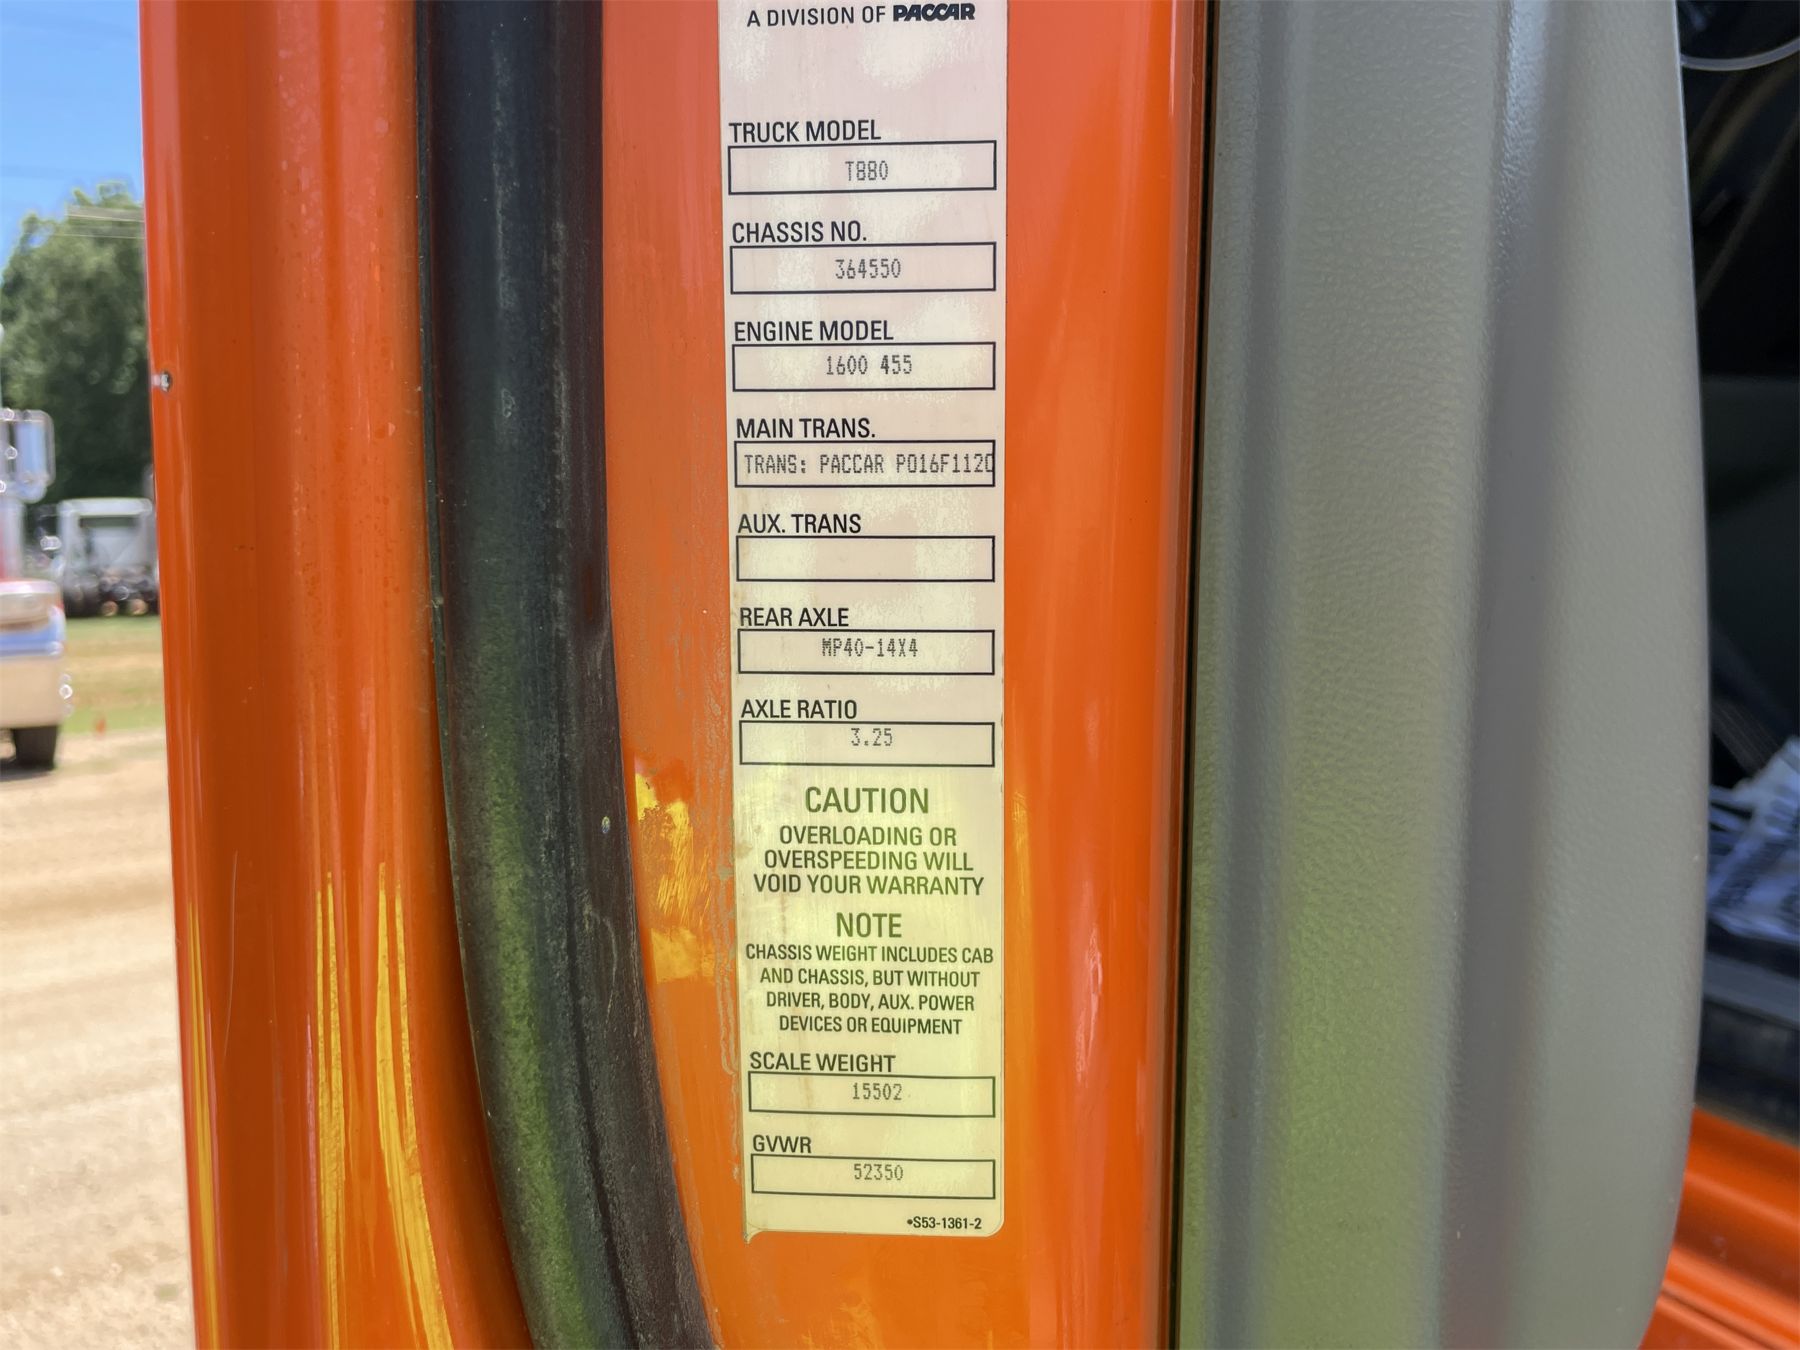 A DIVISION OF PACCAR
TRUCK MODEL
T880
CHASSIS NO.
364550
ENGINE MODEL
1600 455
MAIN TRANS.
TRANS: PACCAR PO16F112C
AUX. TRANS
REAR AXLE
MP40-14X4
AXLE RATIO
3.25
CAUTION
OVERLOADING OR
OVERSPEEDING WILL
VOID YOUR WARRANTY
NOTE
CHASSIS WEIGHT INCLUDES CAB
AND CHASSIS, BUT WITHOUT
DRIVER, BODY, AUX. POWER
DEVICES OR EQUIPMENT
SCALE WEIGHT
15502
GVWR
52350
•S53-1361-2